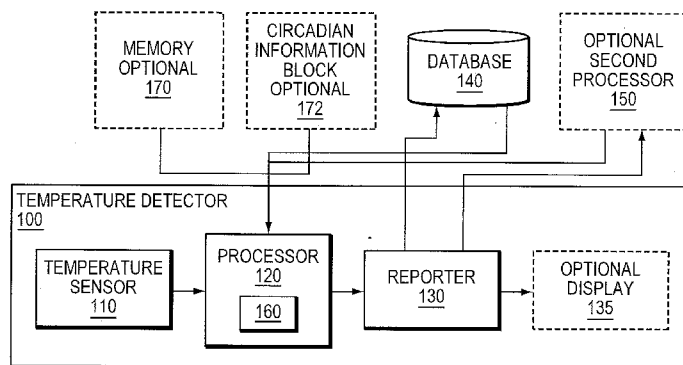 MEMORY
OPTIONAL
170
CIRCADIAN
INFORMATION
BLOCK
OPTIONAL
172
DATABASE
140
OPTIONAL
SECOND
PROCESSOR
150
TEMPERATURE DETECTOR
100
TEMPERATURE
SENSOR
110
PROCESSOR
120
160
REPORTER
130
OPTIONAL
DISPLAY
135